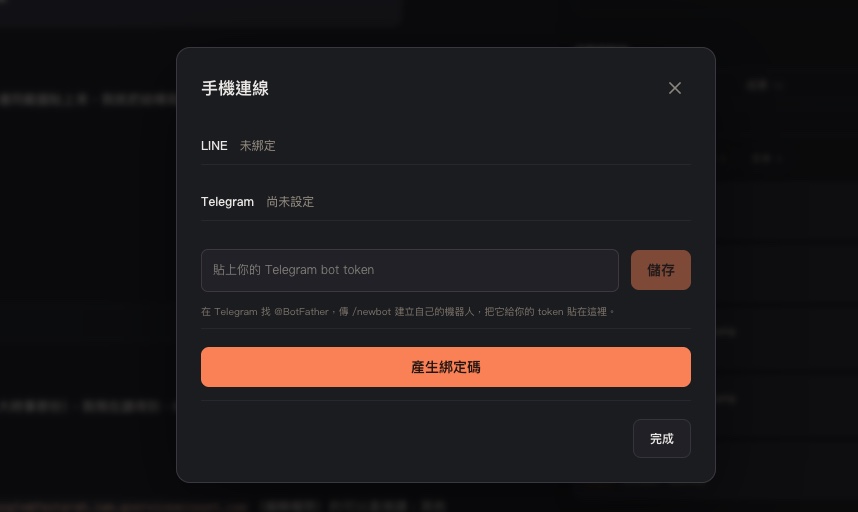 手機連線
LINE 未綁定
Telegram 尚未設定
貼上你的 Telegram bot token
儲存
在 Telegram 找 @BotFather，傳 /newbot 建立自己的機器人，把它給你的 token 貼在這裡。
產生綁定碼
完成